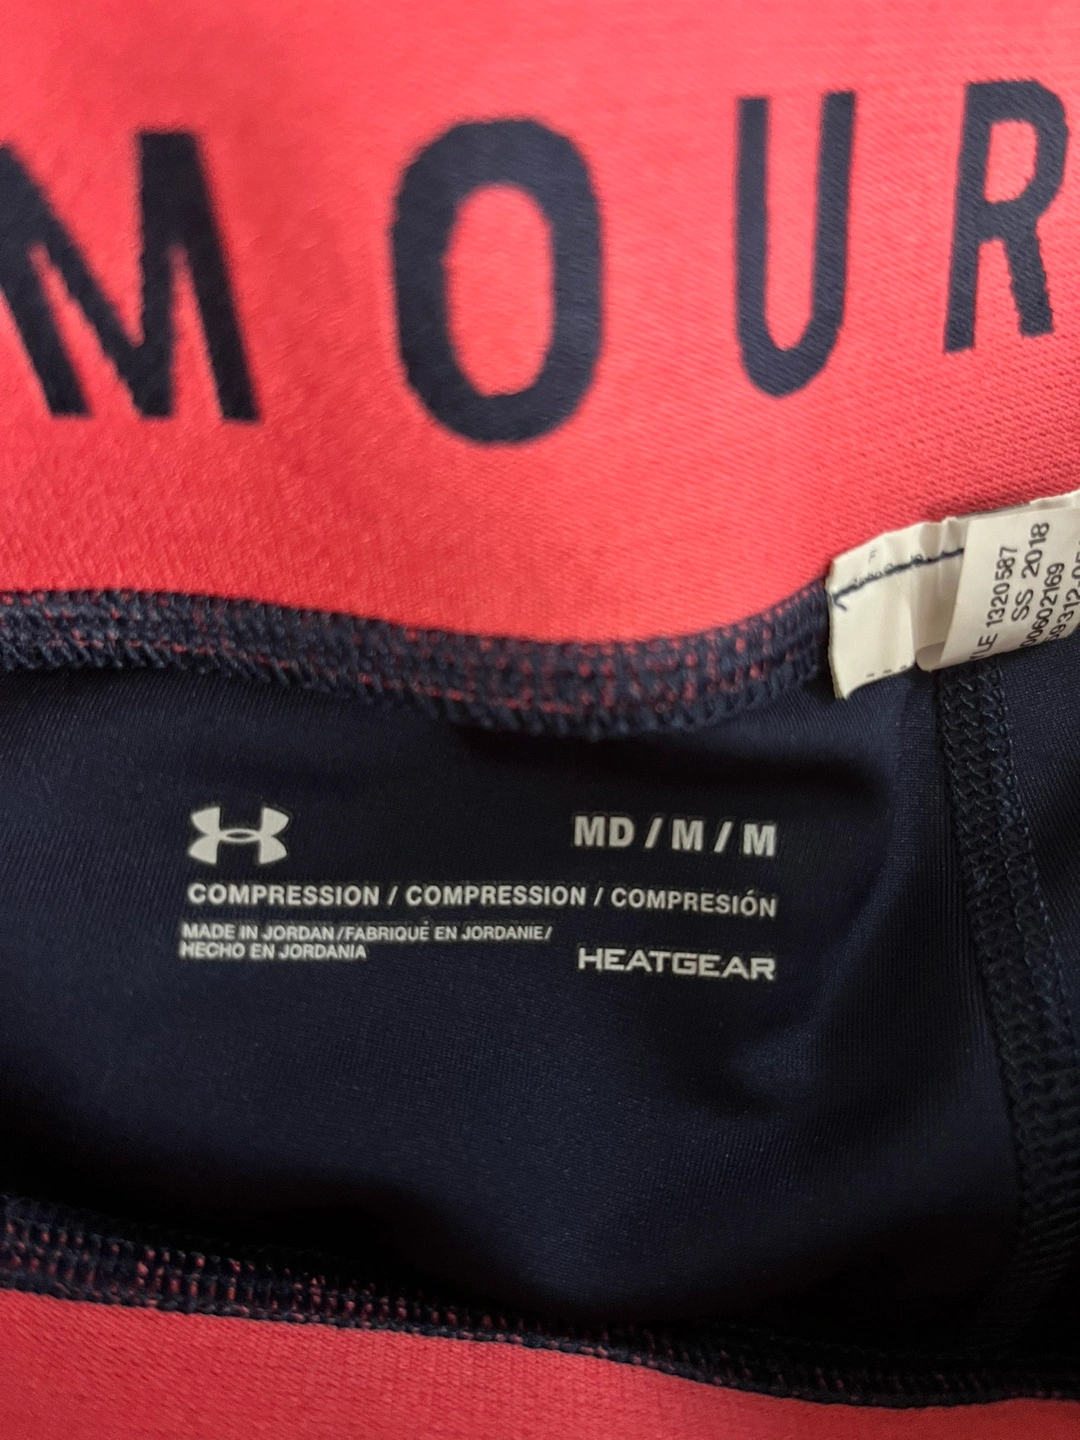 MOUR
1320587
SS 2018
MD / M / M
COMPRESSION / COMPRESSION / COMPRESIÓN
MADE IN JORDAN/FABRIQUÉ EN JORDANIE/
HECHO EN JORDANIA
HEATGEAR